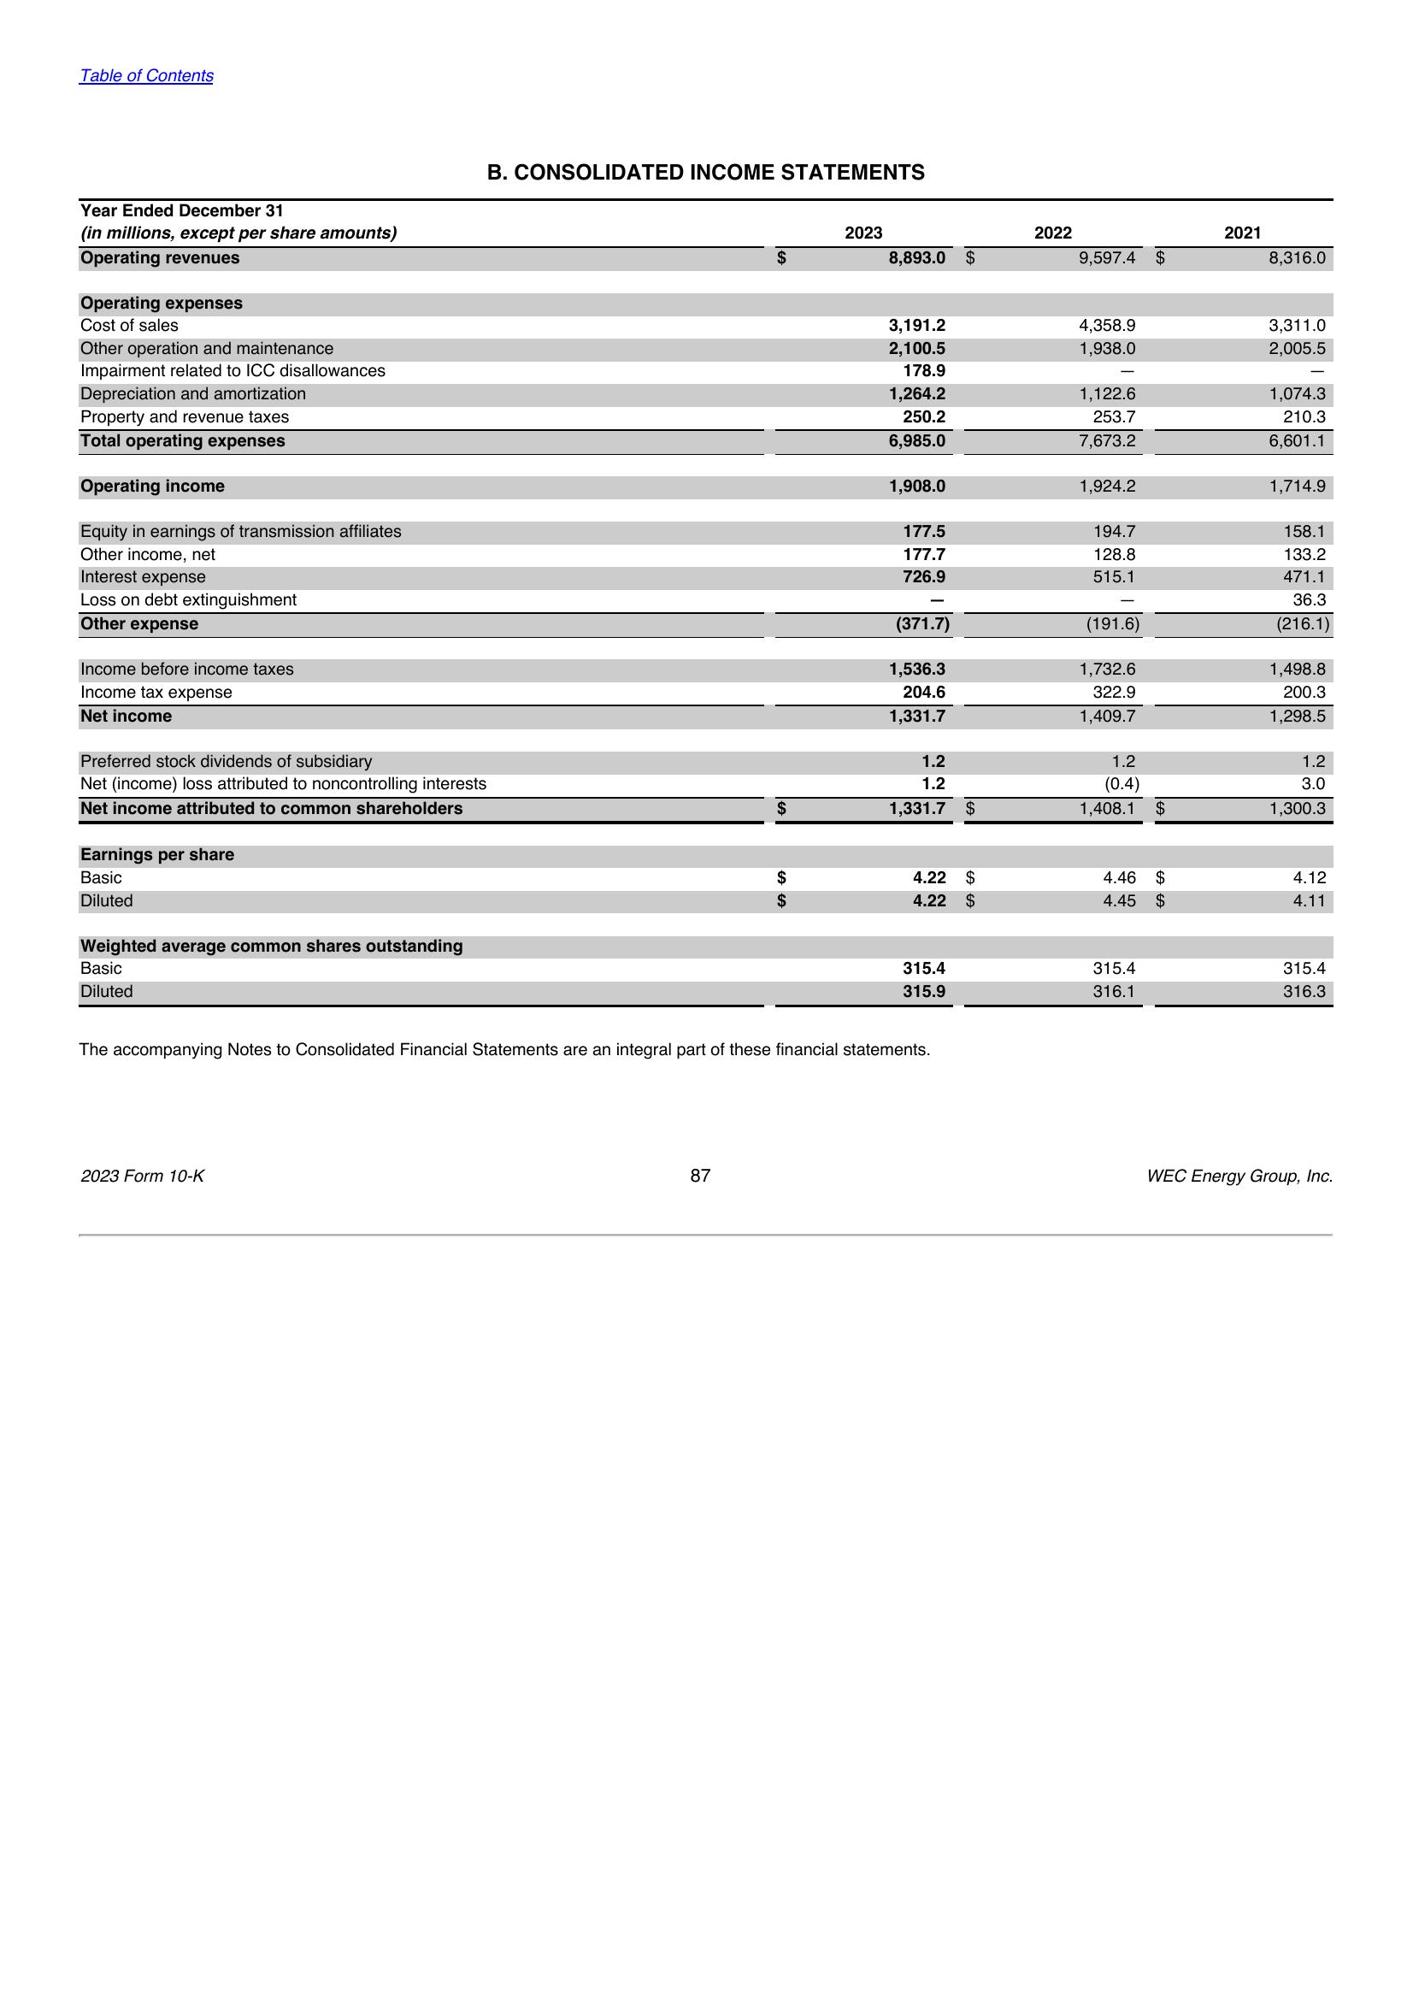 Table of Contents
B. CONSOLIDATED INCOME STATEMENTS
Year Ended December 31
(in millions, except per share amounts) 2023 2022 2021
Operating revenues $ 8,893.0 $ 9,597.4 $ 8,316.0
Operating expenses
Cost of sales 3,191.2 4,358.9 3,311.0
Other operation and maintenance 2,100.5 1,938.0 2,005.5
Impairment related to ICC disallowances 178.9 — —
Depreciation and amortization 1,264.2 1,122.6 1,074.3
Property and revenue taxes 250.2 253.7 210.3
Total operating expenses 6,985.0 7,673.2 6,601.1
Operating income 1,908.0 1,924.2 1,714.9
Equity in earnings of transmission affiliates 177.5 194.7 158.1
Other income, net 177.7 128.8 133.2
Interest expense 726.9 515.1 471.1
Loss on debt extinguishment — — 36.3
Other expense (371.7) (191.6) (216.1)
Income before income taxes 1,536.3 1,732.6 1,498.8
Income tax expense 204.6 322.9 200.3
Net income 1,331.7 1,409.7 1,298.5
Preferred stock dividends of subsidiary 1.2 1.2 1.2
Net (income) loss attributed to noncontrolling interests 1.2 (0.4) 3.0
Net income attributed to common shareholders $ 1,331.7 $ 1,408.1 $ 1,300.3
Earnings per share
Basic $ 4.22 $ 4.46 $ 4.12
Diluted $ 4.22 $ 4.45 $ 4.11
Weighted average common shares outstanding
Basic 315.4 315.4 315.4
Diluted 315.9 316.1 316.3
The accompanying Notes to Consolidated Financial Statements are an integral part of these financial statements.
2023 Form 10-K 87 WEC Energy Group, Inc.